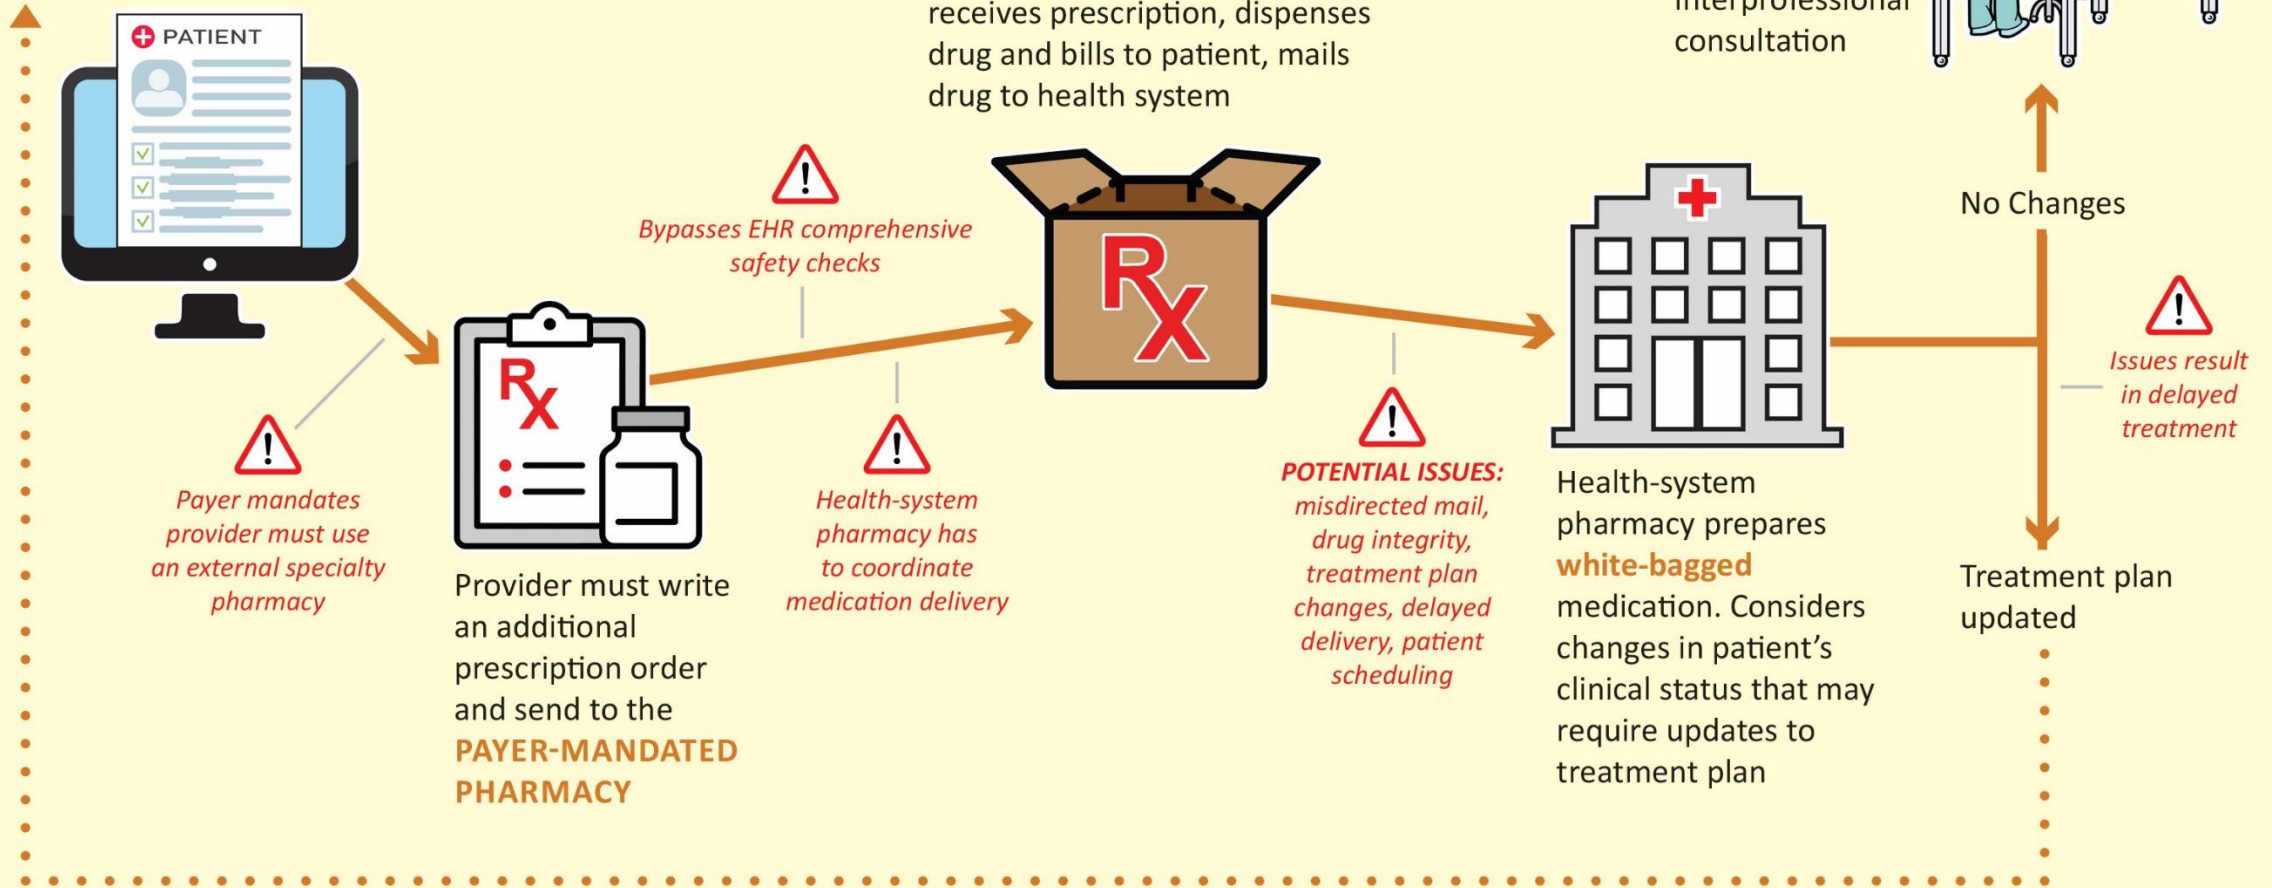 PATIENT
receives prescription, dispenses
drug and bills to patient, mails
drug to health system
interprofessional
consultation
Bypasses EHR comprehensive
safety checks
Rx
No Changes
Rx
Payer mandates
provider must use
an external specialty
pharmacy
Provider must write
an additional
prescription order
and send to the
PAYER-MANDATED
PHARMACY
Health-system
pharmacy has
to coordinate
medication delivery
POTENTIAL ISSUES:
misdirected mail,
drug integrity,
treatment plan
changes, delayed
delivery, patient
scheduling
Health-system
pharmacy prepares
white-bagged
medication. Considers
changes in patient’s
clinical status that may
require updates to
treatment plan
Issues result
in delayed
treatment
Treatment plan
updated